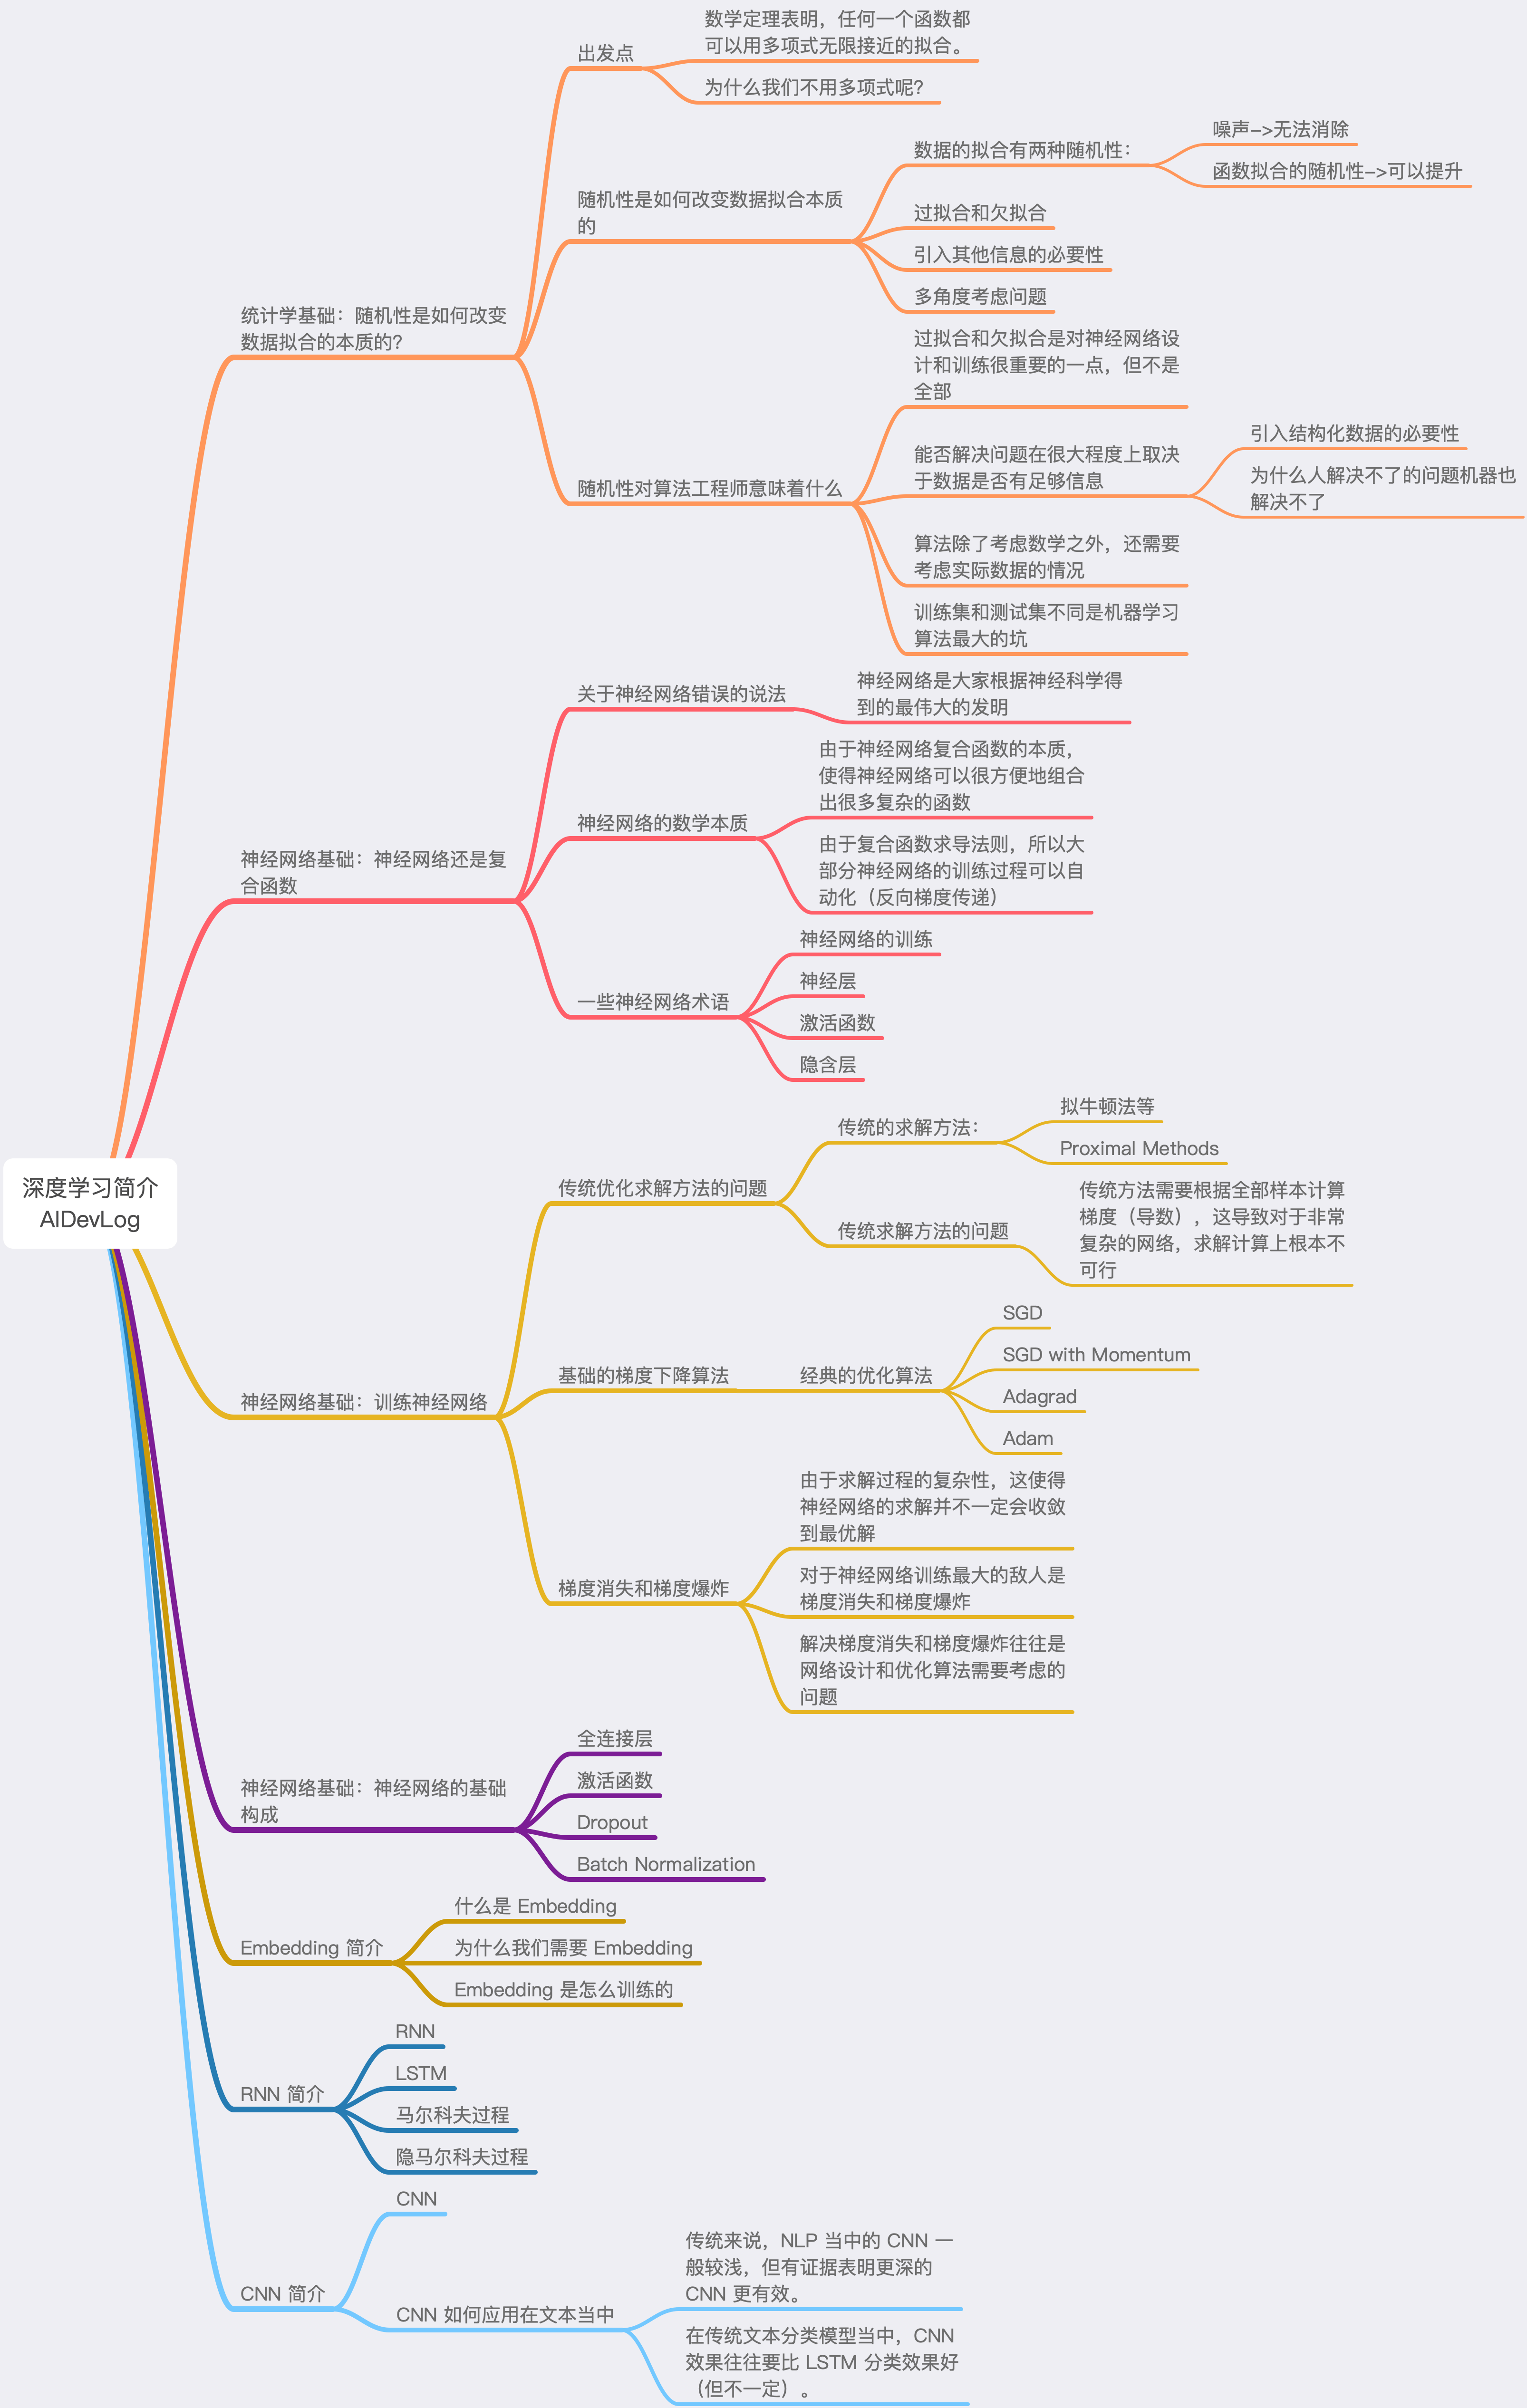 深度学习简介
AIDevLog
统计学基础：随机性是如何改变
数据拟合的本质的?
出发点
数学定理表明，任何一个函数都
可以用多项式无限接近的拟合。
为什么我们不用多项式呢?
随机性是如何改变数据拟合本质
的
数据的拟合有两种随机性：
噪声->无法消除
函数拟合的随机性->可以提升
过拟合和欠拟合
引入其他信息的必要性
多角度考虑问题
随机性对算法工程师意味着什么
过拟合和欠拟合是对神经网络设
计和训练很重要的一点，但不是
全部
能否解决问题在很大程度上取决
于数据是否有足够信息
引入结构化数据的必要性
为什么人解决不了的问题机器也
解决不了
算法除了考虑数学之外，还需要
考虑实际数据的情况
训练集和测试集不同是机器学习
算法最大的坑
神经网络基础：神经网络还是复
合函数
关于神经网络错误的说法
神经网络是大家根据神经科学得
到的最伟大的发明
神经网络的数学本质
由于神经网络复合函数的本质，
使得神经网络可以很方便地组合
出很多复杂的函数
由于复合函数求导法则，所以大
部分神经网络的训练过程可以自
动化（反向梯度传递）
一些神经网络术语
神经网络的训练
神经层
激活函数
隐含层
神经网络基础：训练神经网络
传统优化求解方法的问题
传统的求解方法：
拟牛顿法等
Proximal Methods
传统求解方法的问题
传统方法需要根据全部样本计算
梯度（导数），这导致对于非常
复杂的网络，求解计算上根本不
可行
基础的梯度下降算法
经典的优化算法
SGD
SGD with Momentum
Adagrad
Adam
梯度消失和梯度爆炸
由于求解过程的复杂性，这使得
神经网络的求解并不一定会收敛
到最优解
对于神经网络训练最大的敌人是
梯度消失和梯度爆炸
解决梯度消失和梯度爆炸往往是
网络设计和优化算法需要考虑的
问题
神经网络基础：神经网络的基础
构成
全连接层
激活函数
Dropout
Batch Normalization
Embedding 简介
什么是 Embedding
为什么我们需要 Embedding
Embedding 是怎么训练的
RNN 简介
RNN
LSTM
马尔科夫过程
隐马尔科夫过程
CNN 简介
CNN
CNN 如何应用在文本当中
传统来说，NLP 当中的 CNN 一
般较浅，但有证据表明更深的
CNN 更有效。
在传统文本分类模型当中，CNN
效果往往要比 LSTM 分类效果好
（但不一定）。